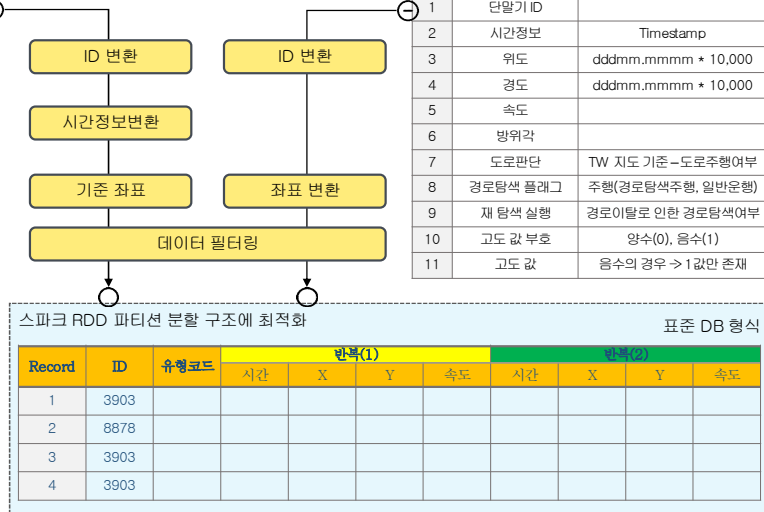 ID 변환
ID 변환
시간정보변환
기준 좌표
좌표 변환
데이터 필터링
1 단말기 ID
2 시간정보 Timestamp
3 위도 dddmm.mmmm * 10,000
4 경도 dddmm.mmmm * 10,000
5 속도
6 방위각
7 도로판단 TW 지도 기준 – 도로주행여부
8 경로탐색 플래그 주행(경로탐색주행, 일반운행)
9 재 탐색 실행 경로이탈로 인한 경로탐색여부
10 고도 값 부호 양수(0), 음수(1)
11 고도 값 음수의 경우 -> 1값만 존재
스파크 RDD 파티션 분할 구조에 최적화
표준 DB 형식
Record ID 유형코드 반복(1) 반복(2)
시간 X Y 속도 시간 X Y 속도
1 3903
2 8878
3 3903
4 3903